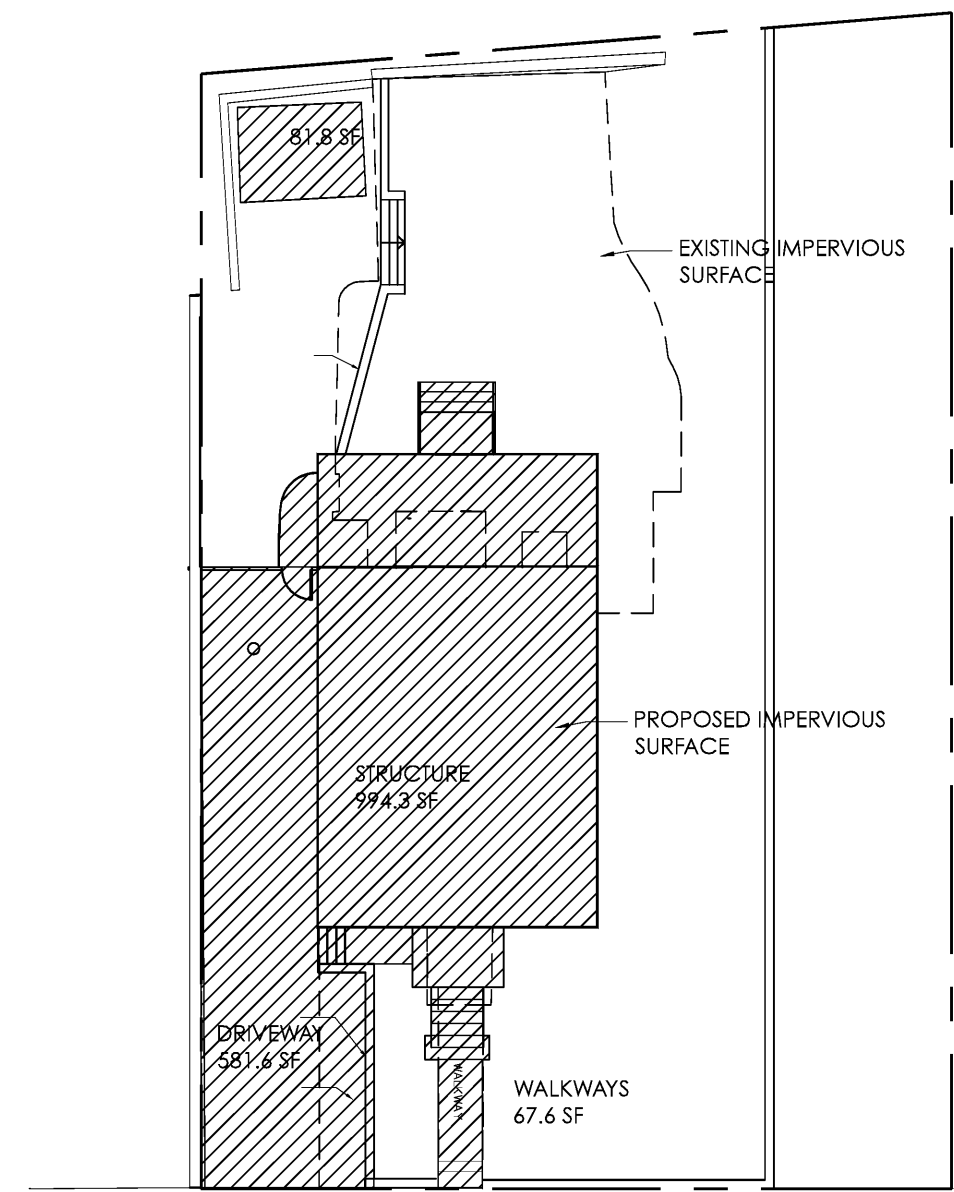 81.8 SF
EXISTING IMPERVIOUS
SURFACE
PROPOSED IMPERVIOUS
SURFACE
STRUCTURE
994.3 SF
DRIVEWAY
581.6 SF
WALKWAY
WALKWAYS
67.6 SF